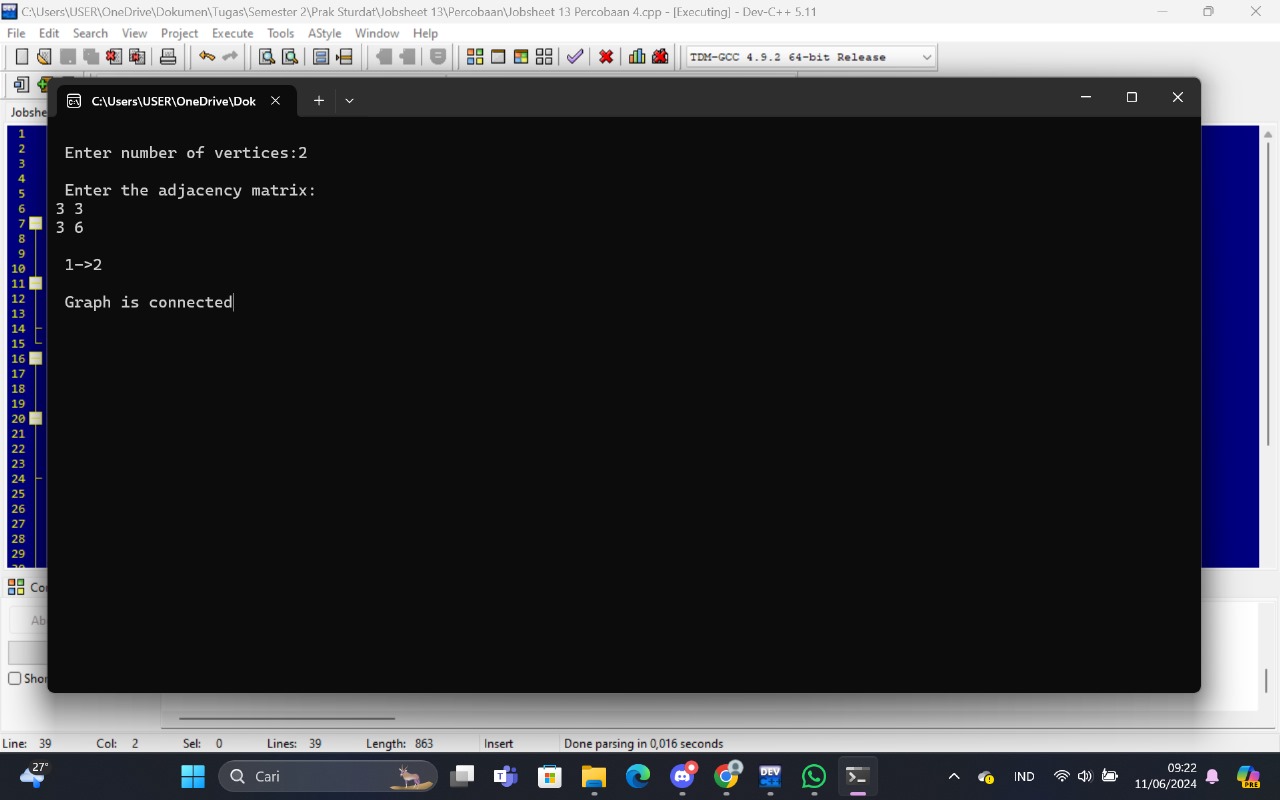 C:\Users\USER\OneDrive\Dokumen\Tugas\Semester 2\Prak Sturdat\Jobsheet 13\Percobaan\Jobsheet 13 Percobaan 4.cpp - [Executing] - Dev-C++ 5.11
File Edit Search View Project Execute Tools AStyle Window Help
TDM-GCC 4.9.2 64-bit Release
C:\Users\USER\OneDrive\Dok
Jobshe
1
2
3
4
5
6
7
8
9
10
11
12
13
14
15
16
17
18
19
20
21
22
23
24
25
26
27
28
29
Enter number of vertices:2
Enter the adjacency matrix:
3 3
3 6
1->2
Graph is connected
Co
Ab
Shor
Line: 39 Col: 2 Sel: 0 Lines: 39 Length: 863 Insert Done parsing in 0,016 seconds
27°
Cari
DEV
IND
09:22
11/06/2024
PRE